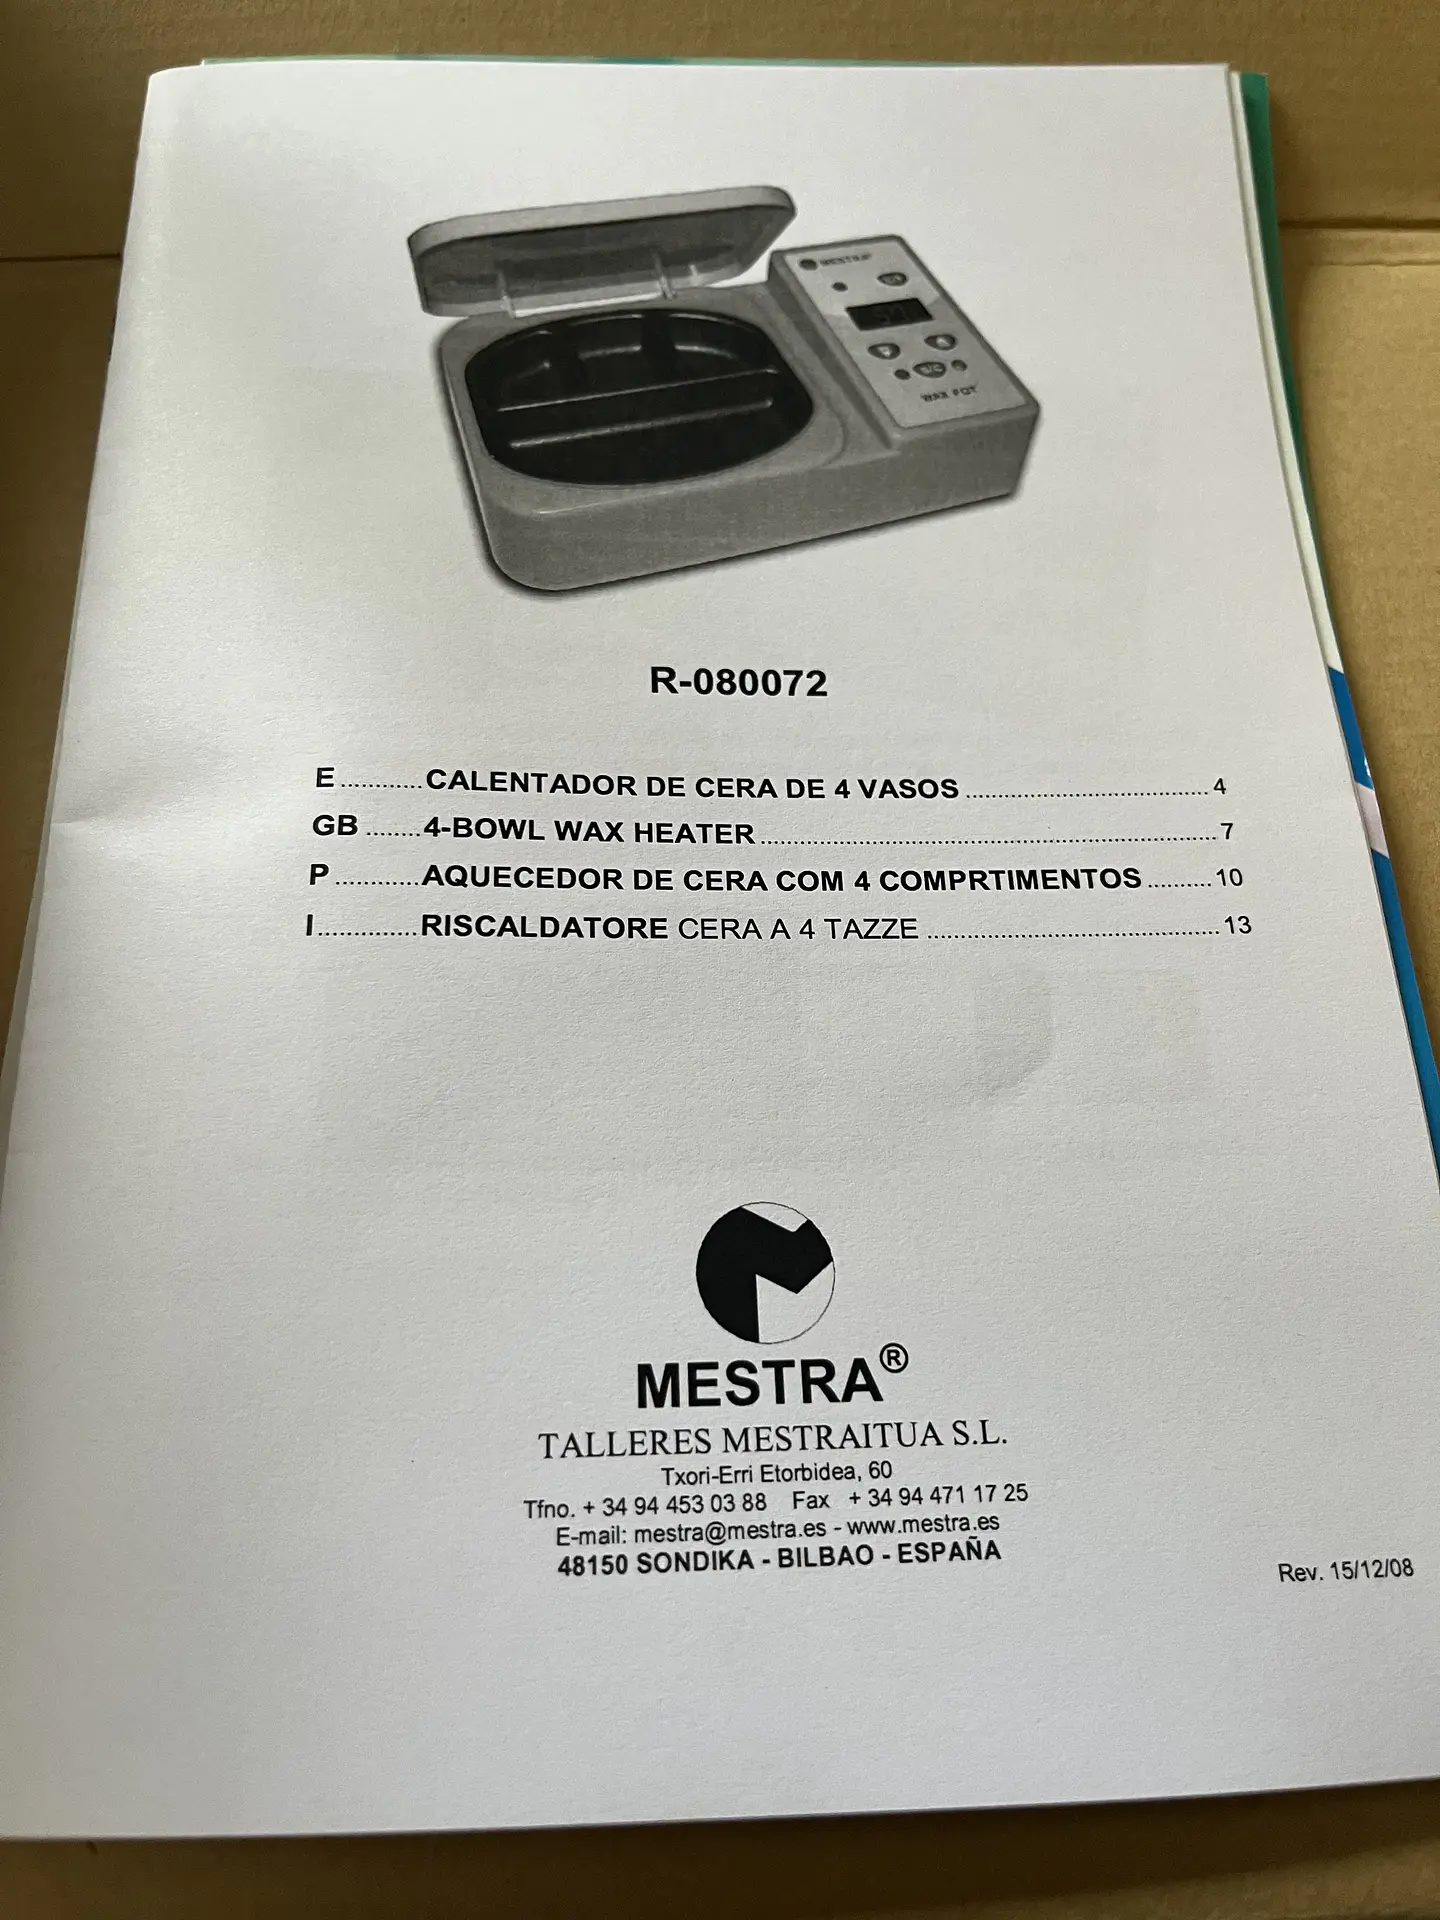 MESTRA
WAX POT
R-080072
E............CALENTADOR DE CERA DE 4 VASOS.....................................4
GB........4-BOWL WAX HEATER......................................................................7
P............AQUECEDOR DE CERA COM 4 COMPRTIMENTOS..........10
I..............RISCALDATORE CERA A 4 TAZZE.............................................13
MESTRA®
TALLERES MESTRAITUA S.L.
Txori-Erri Etorbidea, 60
Tfno. + 34 94 453 03 88 Fax + 34 94 471 17 25
E-mail: mestra@mestra.es - www.mestra.es
48150 SONDIKA - BILBAO - ESPAÑA
Rev. 15/12/08